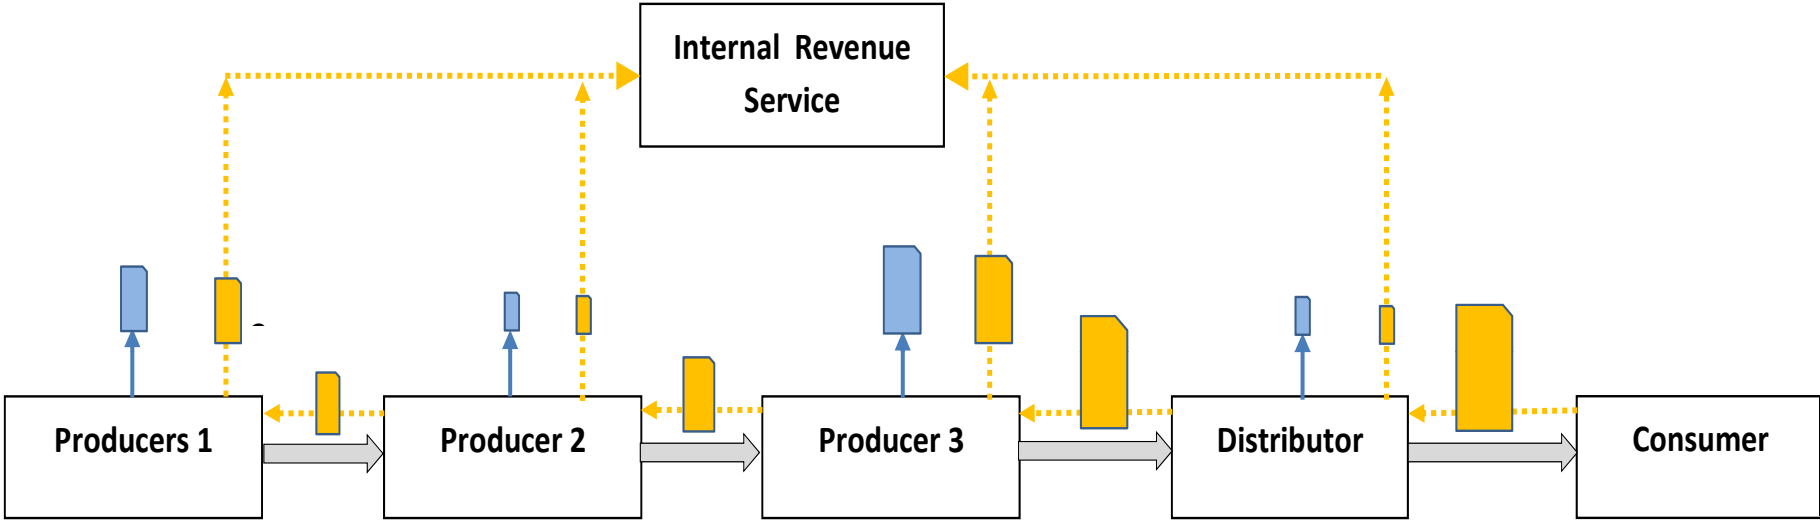 Internal Revenue
Service
Producers 1
Producer 2
Producer 3
Distributor
Consumer